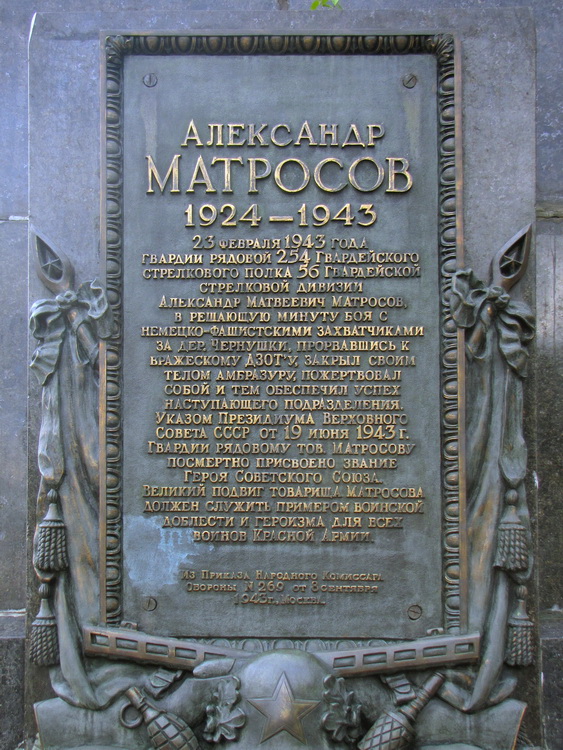 АЛЕКСАНДР
МАТРОСОВ
1924–1943
23 ФЕВРАЛЯ 1943 ГОДА
ГВАРДИИ РЯДОВОЙ 254 ГВАРДЕЙСКОГО
СТРЕЛКОВОГО ПОЛКА 56 ГВАРДЕЙСКОЙ
СТРЕЛКОВОЙ ДИВИЗИИ
АЛЕКСАНДР МАТВЕЕВИЧ МАТРОСОВ,
В РЕШАЮЩУЮ МИНУТУ БОЯ С
НЕМЕЦКО-ФАШИСТСКИМИ ЗАХВАТЧИКАМИ
ЗА ДЕР. ЧЕРНУШКИ, ПРОРВАВШИСЬ К
ВРАЖЕСКОМУ ДЗОТ'У, ЗАКРЫЛ СВОИМ
ТЕЛОМ АМБРАЗУРУ, ПОЖЕРТВОВАЛ
СОБОЙ И ТЕМ ОБЕСПЕЧИЛ УСПЕХ
НАСТУПАЮЩЕГО ПОДРАЗДЕЛЕНИЯ.
УКАЗОМ ПРЕЗИДИУМА ВЕРХОВНОГО
СОВЕТА СССР ОТ 19 ИЮНЯ 1943 Г.
ГВАРДИИ РЯДОВОМУ ТОВ. МАТРОСОВУ
ПОСМЕРТНО ПРИСВОЕНО ЗВАНИЕ
ГЕРОЯ СОВЕТСКОГО СОЮЗА.
ВЕЛИКИЙ ПОДВИГ ТОВАРИЩА МАТРОСОВА
ДОЛЖЕН СЛУЖИТЬ ПРИМЕРОМ ВОИНСКОЙ
ДОБЛЕСТИ И ГЕРОИЗМА ДЛЯ ВСЕХ
ВОИНОВ КРАСНОЙ АРМИИ.
ИЗ ПРИКАЗА НАРОДНОГО КОМИССАРА
ОБОРОНЫ N 269 ОТ 8 СЕНТЯБРЯ
1943 Г. МОСКВА.